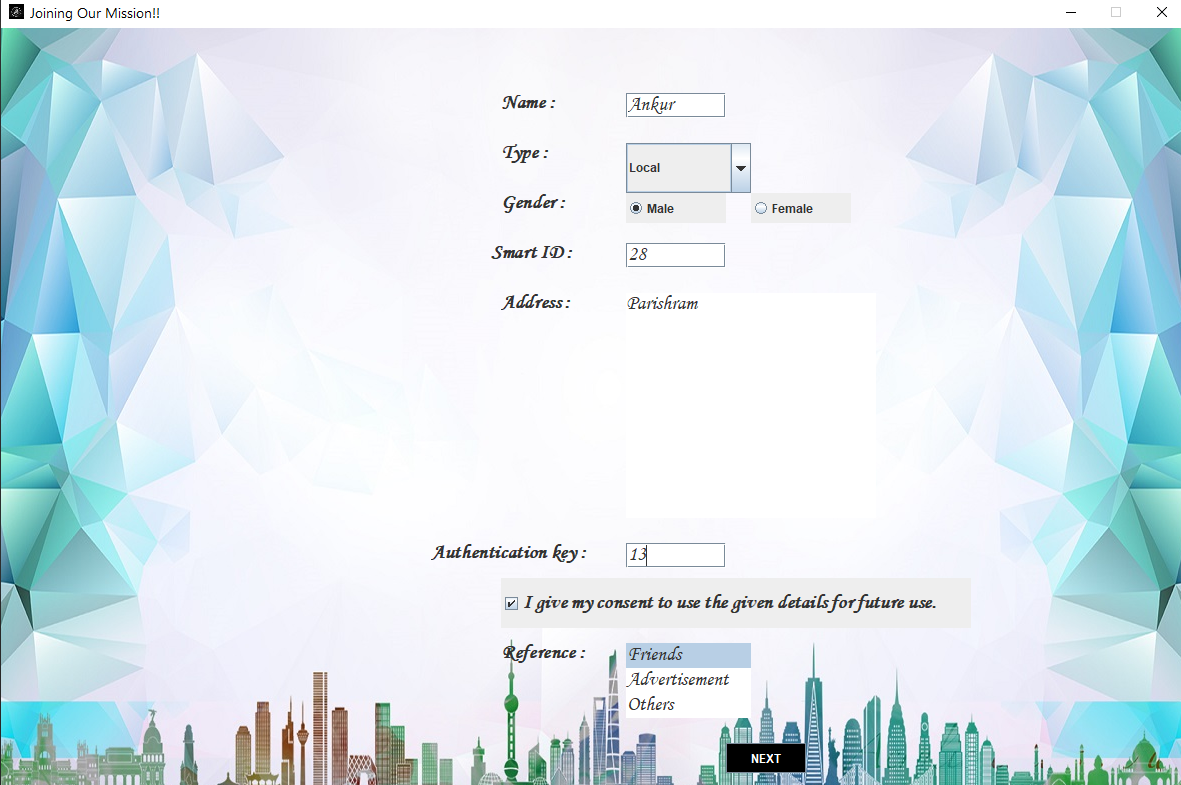 Joining Our Mission!!
Name : Ankur
Type : Local
Gender : Male Female
Smart ID : 28
Address : Parishram
Authentication key : 13
I give my consent to use the given details for future use.
Reference : Friends
Advertisement
Others
NEXT